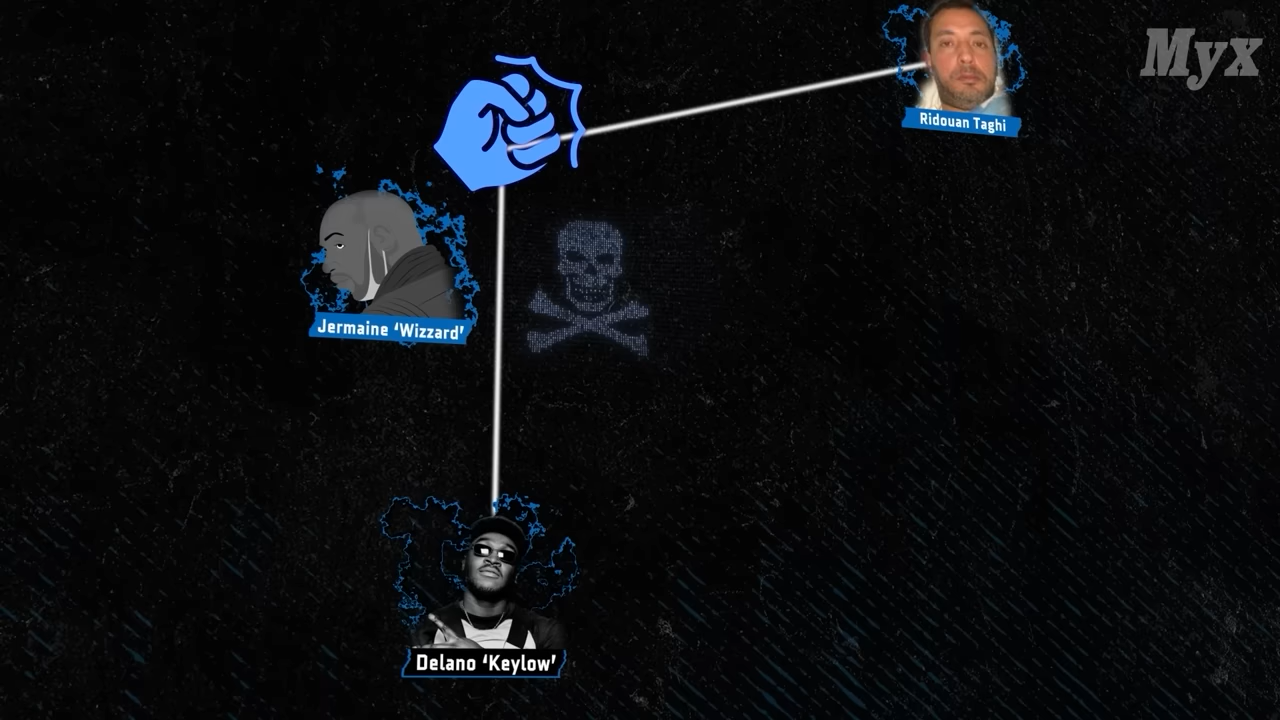 Myx
Ridouan Taghi
Jermaine ‘Wizzard’
Delano ‘Keylow’